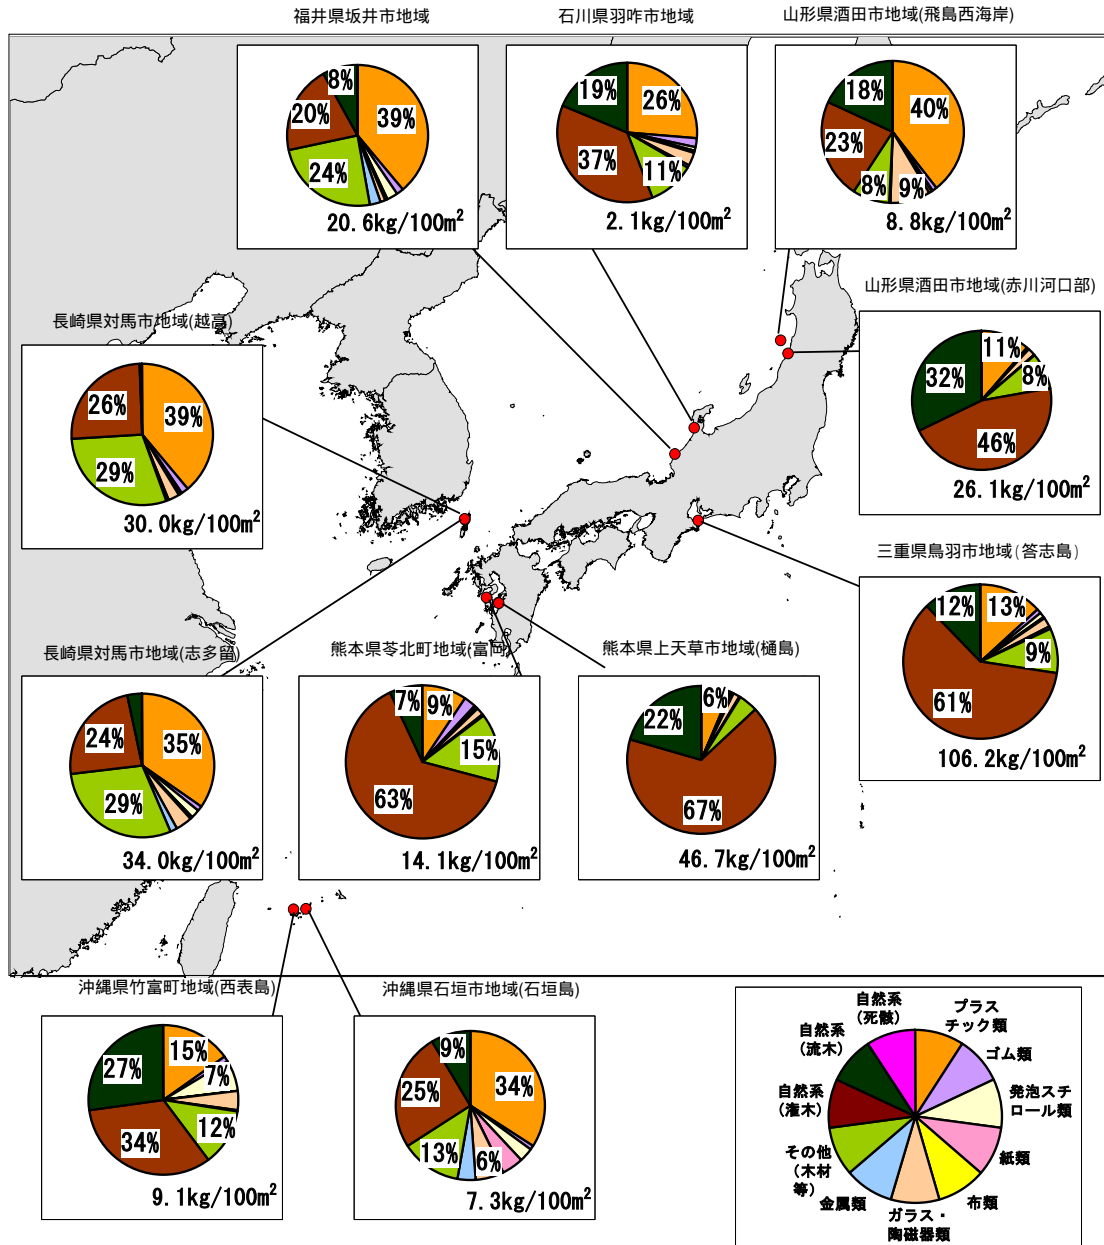 福井県坂井市地域
石川県羽咋市地域
山形県酒田市地域(飛島西海岸)
8%
39%
20%
24%
20.6kg/100m²
19%
26%
37%
11%
2.1kg/100m²
18%
40%
23%
8%
9%
8.8kg/100m²
山形県酒田市地域(赤川河口部)
11%
32%
8%
46%
26.1kg/100m²
長崎県対馬市地域(越高)
26%
39%
29%
30.0kg/100m²
三重県鳥羽市地域(答志島)
12%
13%
9%
61%
106.2kg/100m²
長崎県対馬市地域(志多留)
24%
35%
29%
34.0kg/100m²
熊本県苓北町地域(富岡)
7%
9%
15%
63%
14.1kg/100m²
熊本県上天草市地域(樋島)
6%
22%
67%
46.7kg/100m²
沖縄県竹富町地域(西表島)
27%
15%
7%
12%
34%
9.1kg/100m²
沖縄県石垣市地域(石垣島)
9%
34%
25%
13%
6%
7.3kg/100m²
自然系
(死骸)
プラス
チック類
ゴム類
発泡スチ
ロール類
紙類
布類
ガラス・
陶磁器類
金属類
その他
(木材
等)
自然系
(潅木)
自然系
(流木)